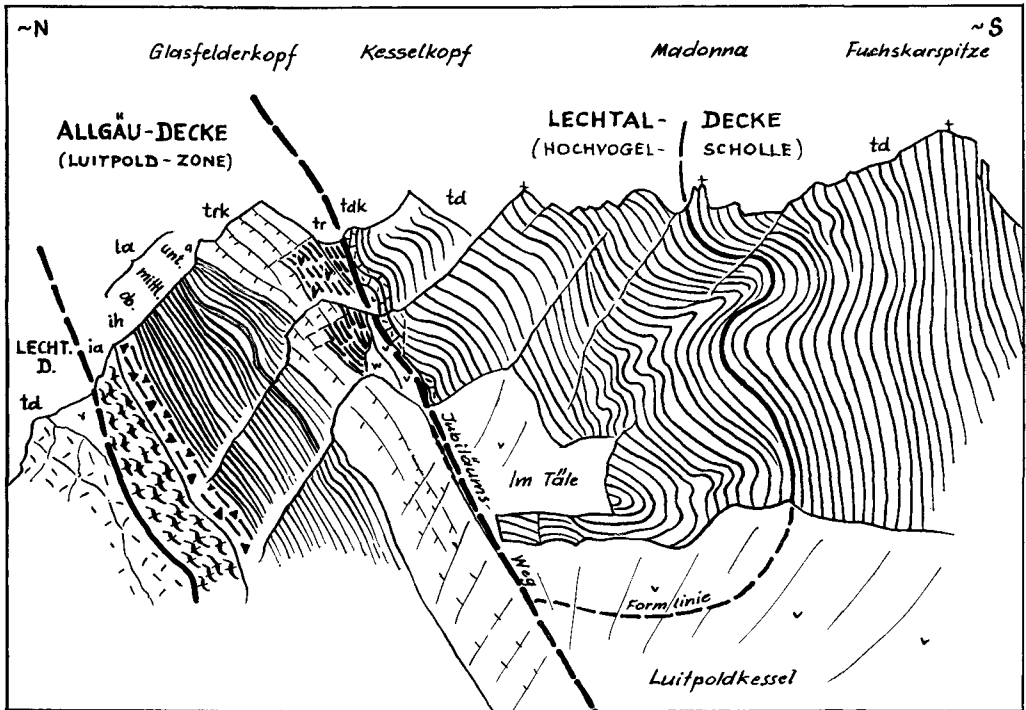 ~N
~S
Glasfelderkopf
Kesselkopf
Madonna
Fuchskarspitze
ALLGÄU-DECKE
(LUITPOLD-ZONE)
LECHTAL- DECKE
(HOCHVOGEL- SCHOLLE)
td
td
tdk
tr
trk
la
unt.
mittl.
ob.
ih
ia
LECHT.
D.
td
Jubiläums-
Weg
Im Täle
Formlinie
Luitpoldkessel